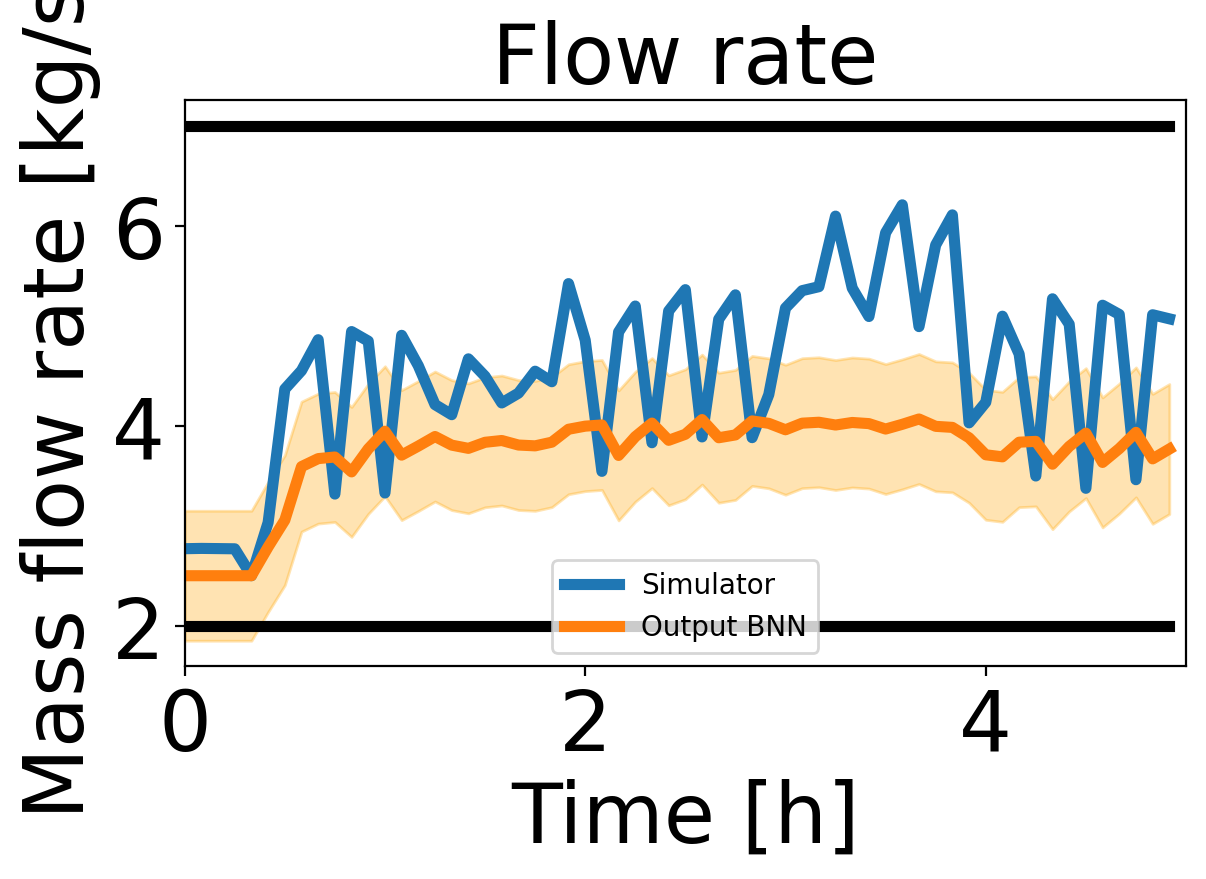 Flow rate
Mass flow rate [kg/s
6
4
2
Simulator
Output BNN
0 2 4
Time [h]